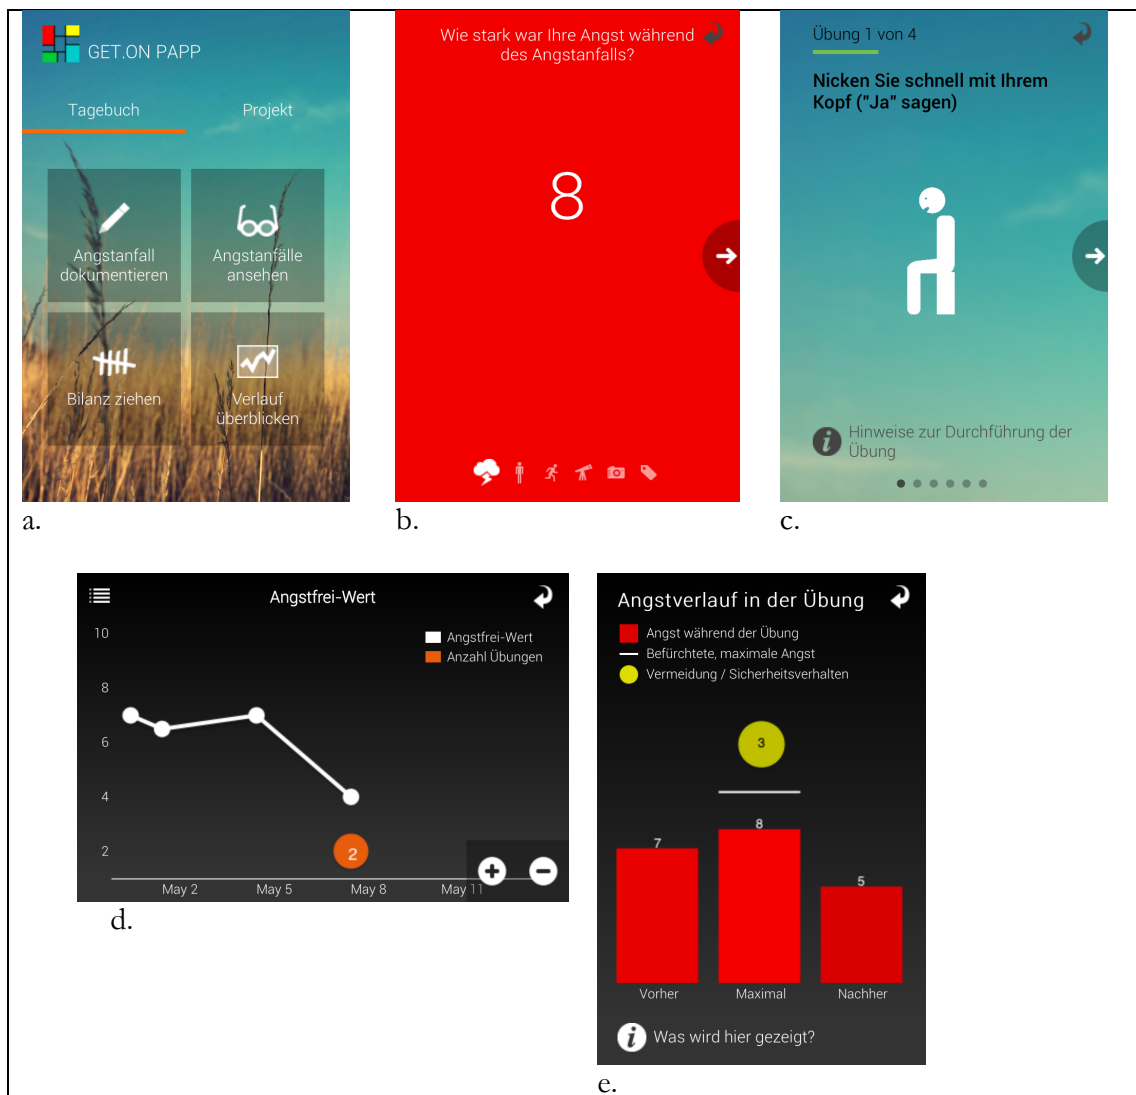 GET.ON PAPP
Tagebuch
Projekt
Angstanfall
dokumentieren
Angstanfälle
ansehen
Bilanz ziehen
Verlauf
überblicken
a.
Wie stark war Ihre Angst während
des Angstanfalls?
8
b.
Übung 1 von 4
Nicken Sie schnell mit Ihrem
Kopf ("Ja" sagen)
i
Hinweise zur Durchführung der
Übung
c.
Angstfrei-Wert
Angstfrei-Wert
Anzahl Übungen
10
8
6
4
2
2
May 2
May 5
May 8
May 11
d.
Angstverlauf in der Übung
Angst während der Übung
Befürchtete, maximale Angst
Vermeidung / Sicherheitsverhalten
3
7
8
5
Vorher
Maximal
Nachher
i
Was wird hier gezeigt?
e.